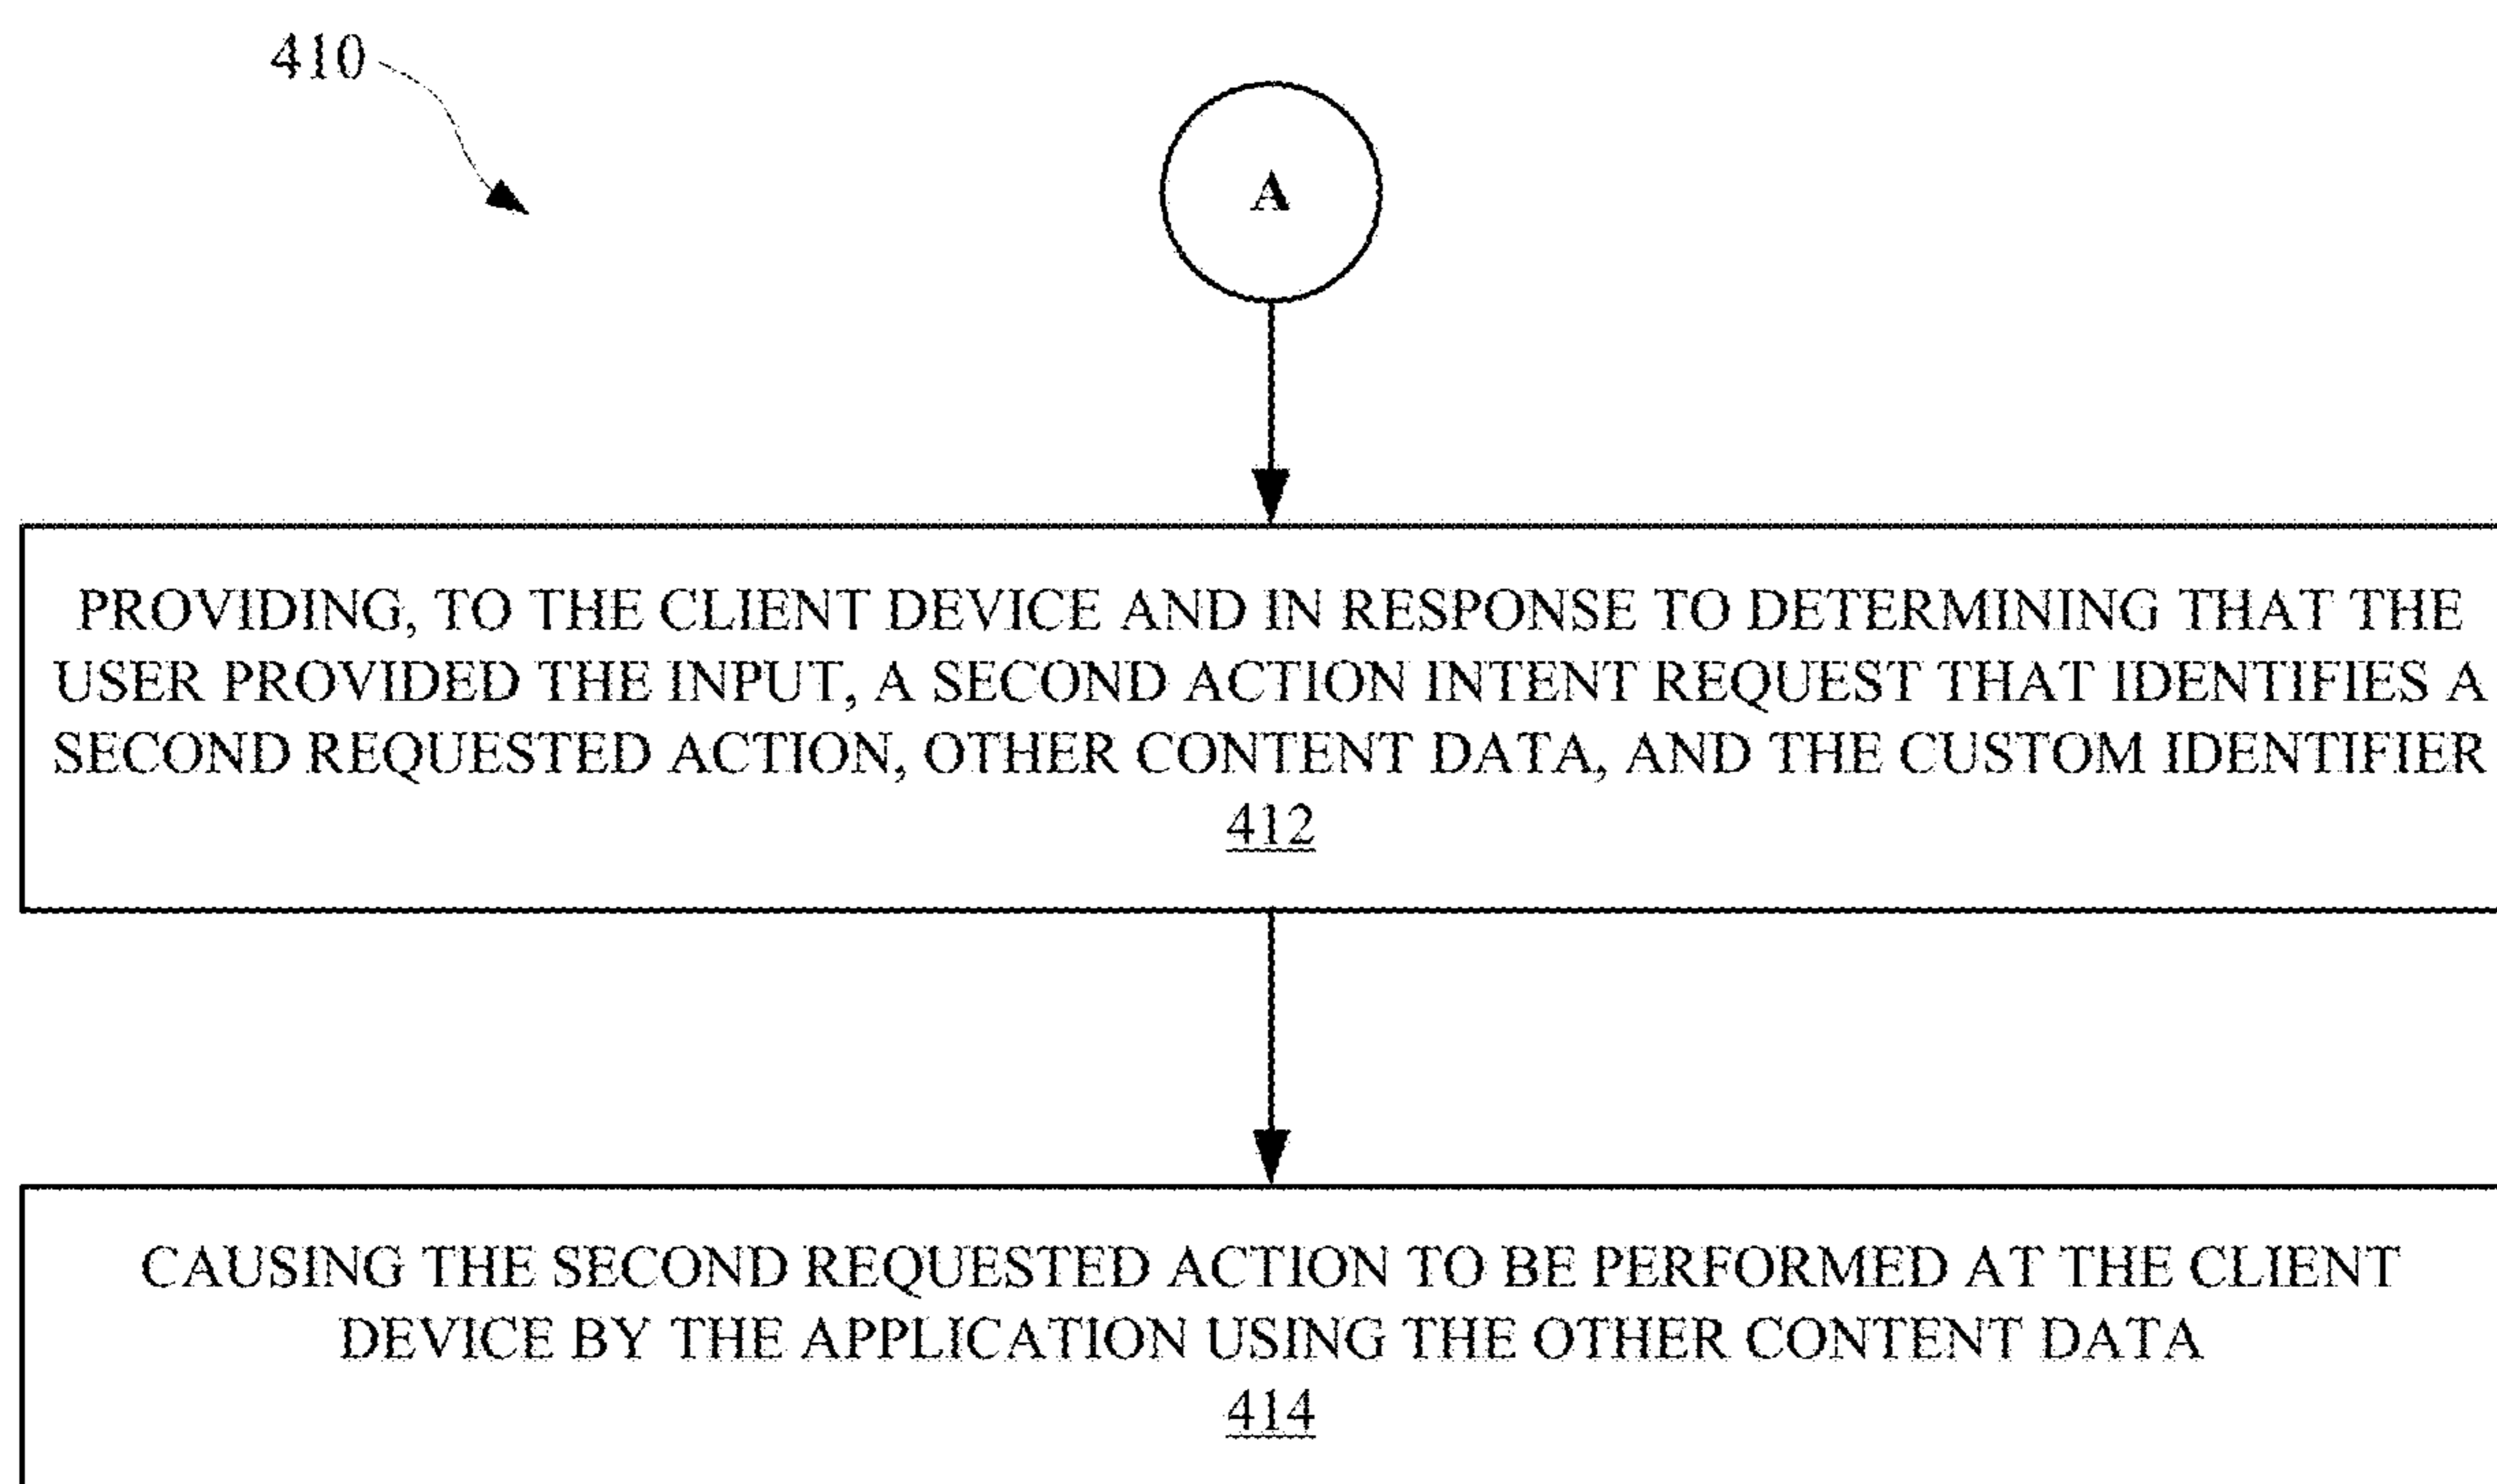 410
A
PROVIDING, TO THE CLIENT DEVICE AND IN RESPONSE TO DETERMINING THAT THE
USER PROVIDED THE INPUT, A SECOND ACTION INTENT REQUEST THAT IDENTIFIES A
SECOND REQUESTED ACTION, OTHER CONTENT DATA, AND THE CUSTOM IDENTIFIER
412
CAUSING THE SECOND REQUESTED ACTION TO BE PERFORMED AT THE CLIENT
DEVICE BY THE APPLICATION USING THE OTHER CONTENT DATA
414